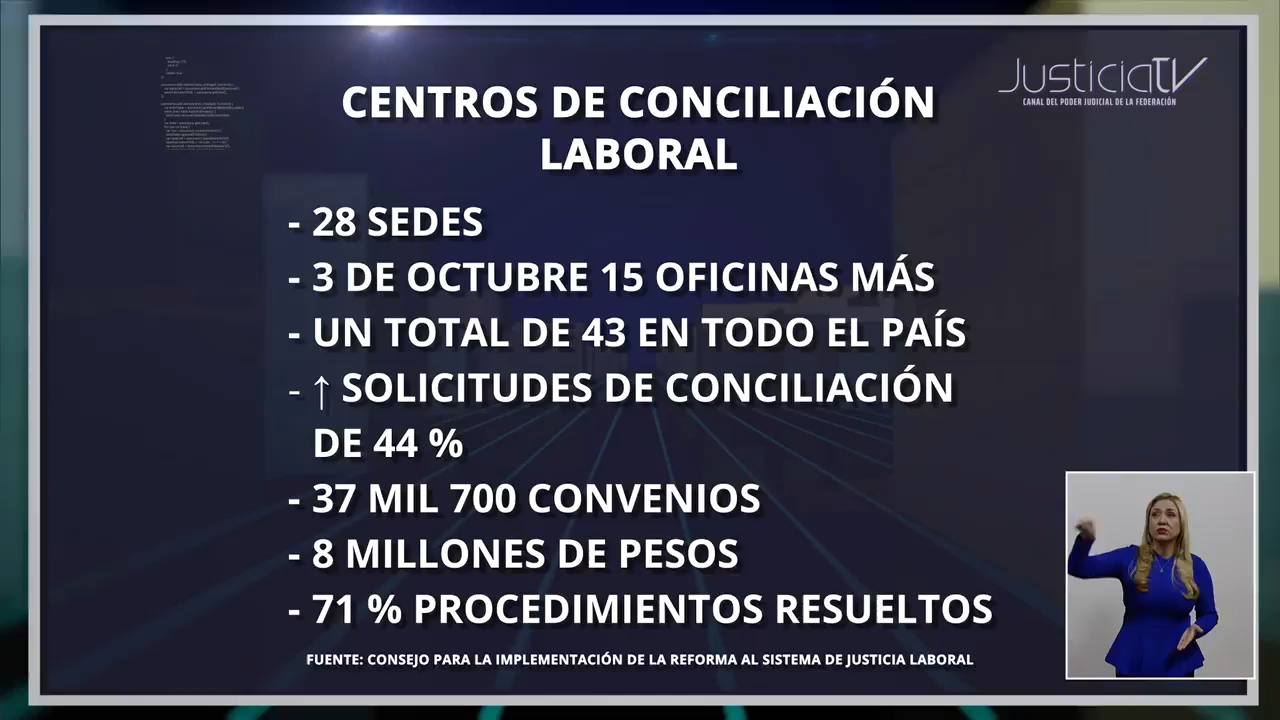 JusticiaTV
CANAL DEL PODER JUDICIAL DE LA FEDERACIÓN
CENTROS DE CONCILIACIÓN
LABORAL
- 28 SEDES
- 3 DE OCTUBRE 15 OFICINAS MÁS
- UN TOTAL DE 43 EN TODO EL PAÍS
- ↑ SOLICITUDES DE CONCILIACIÓN
DE 44 %
- 37 MIL 700 CONVENIOS
- 8 MILLONES DE PESOS
- 71 % PROCEDIMIENTOS RESUELTOS
FUENTE: CONSEJO PARA LA IMPLEMENTACIÓN DE LA REFORMA AL SISTEMA DE JUSTICIA LABORAL